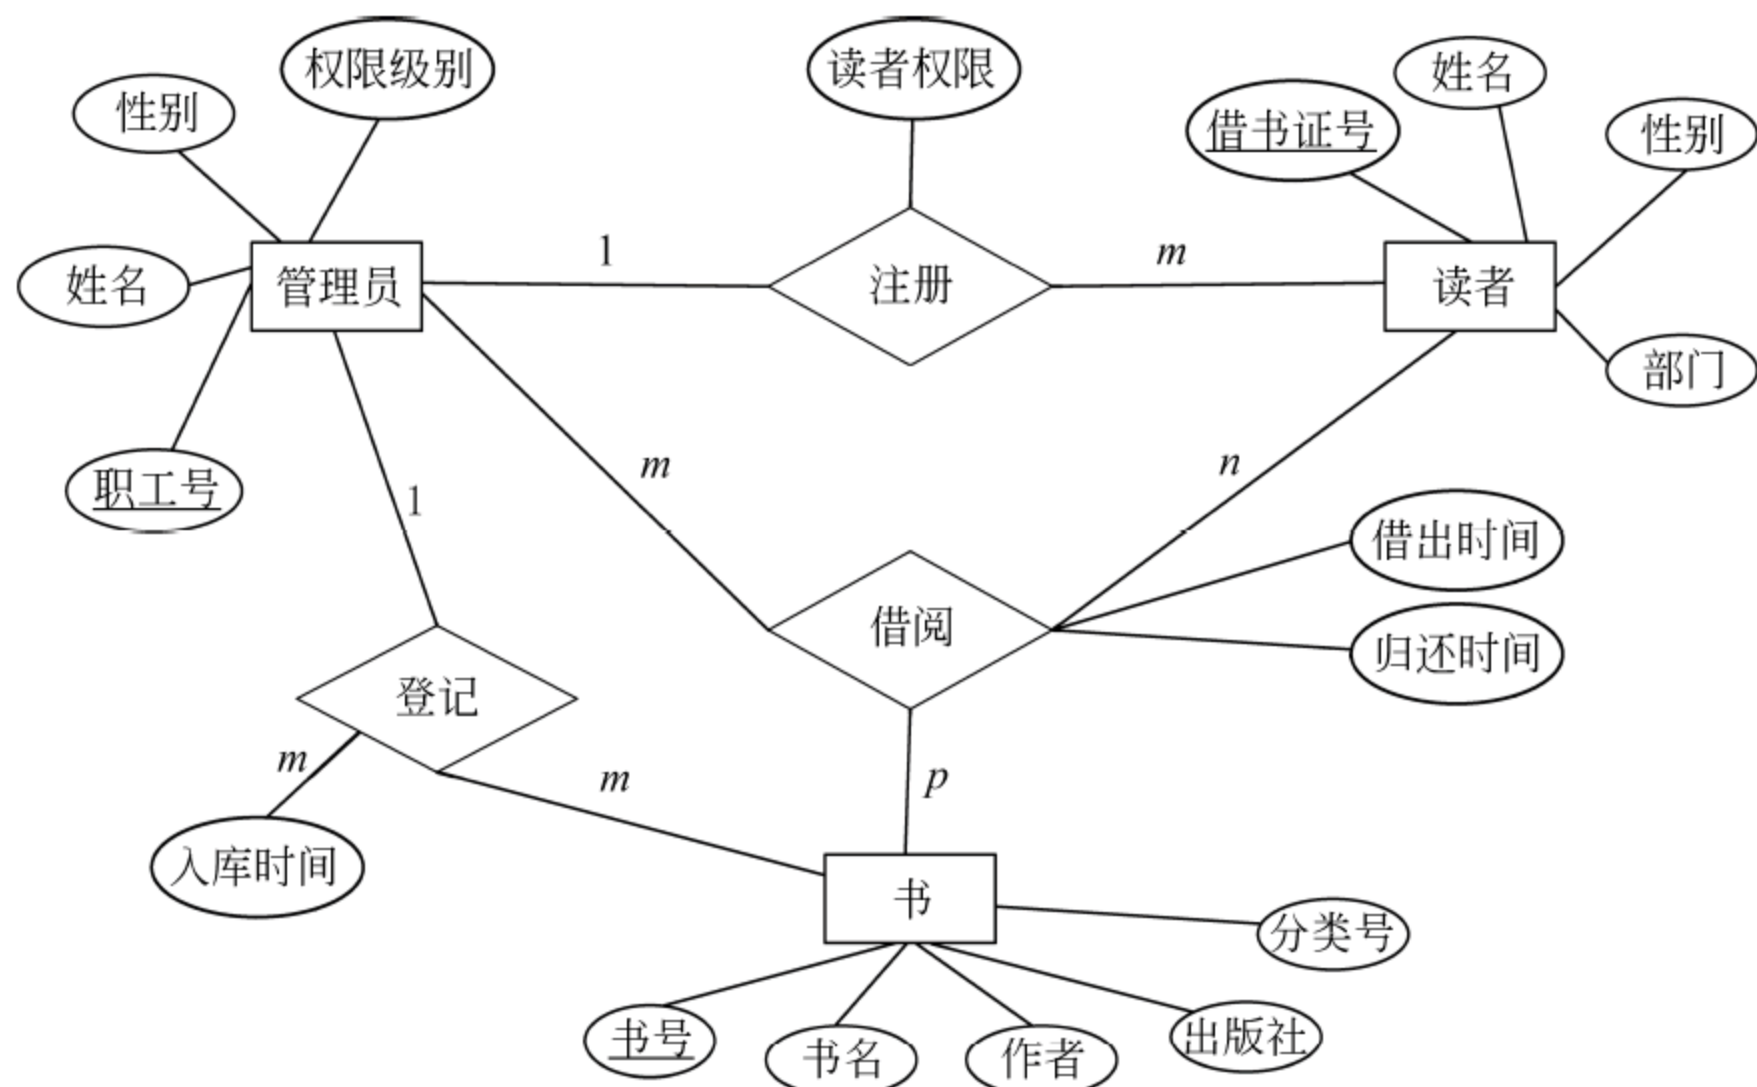 权限级别
读者权限
姓名
性别
借书证号
性别
1
m
姓名
管理员
注册
读者
部门
m
n
职工号
1
借出时间
借阅
归还时间
登记
m
m
p
入库时间
书
分类号
书号
书名
作者
出版社